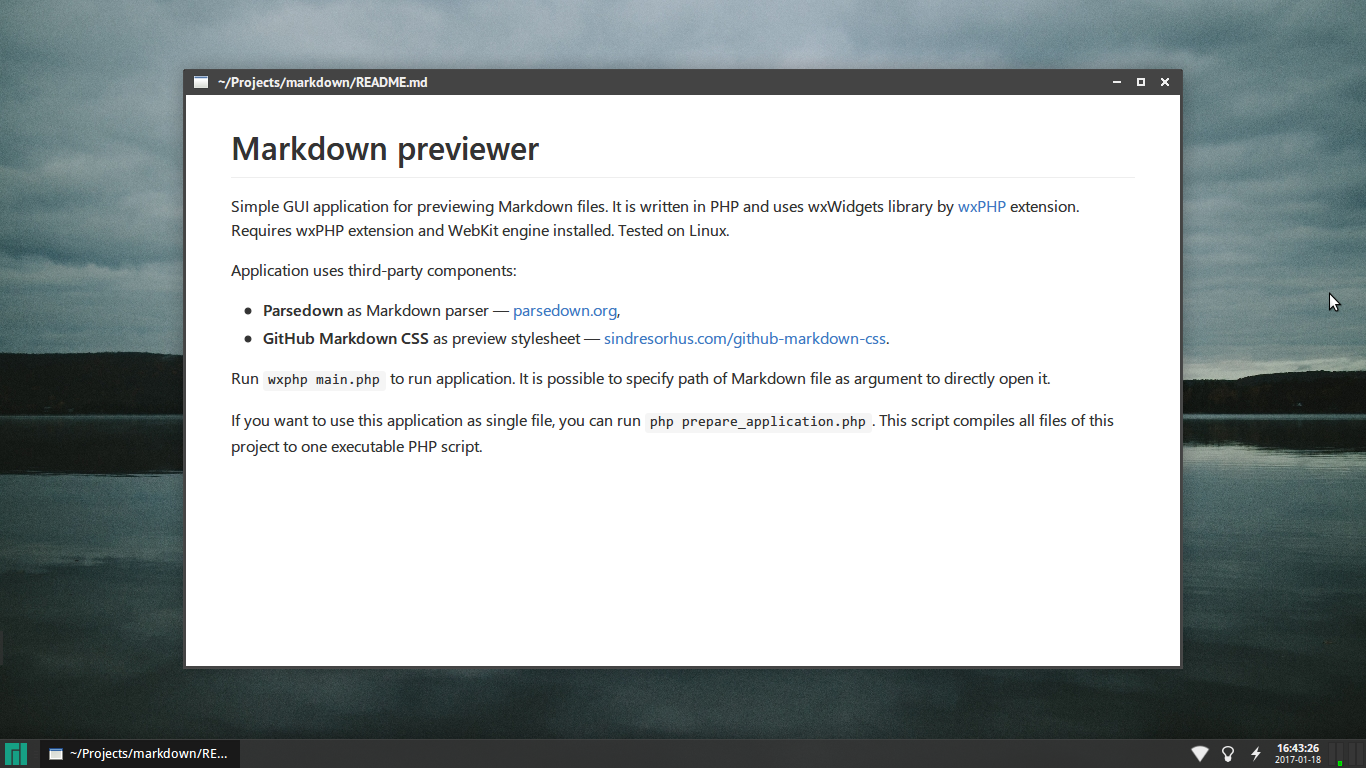 ~/Projects/markdown/README.md
Markdown previewer
Simple GUI application for previewing Markdown files. It is written in PHP and uses wxWidgets library by wxPHP extension.
Requires wxPHP extension and WebKit engine installed. Tested on Linux.
Application uses third-party components:
Parsedown as Markdown parser — parsedown.org,
GitHub Markdown CSS as preview stylesheet — sindresorhus.com/github-markdown-css.
Run wxphp main.php to run application. It is possible to specify path of Markdown file as argument to directly open it.
If you want to use this application as single file, you can run php prepare_application.php. This script compiles all files of this
project to one executable PHP script.
~/Projects/markdown/RE...
16:43:26
2017-01-18